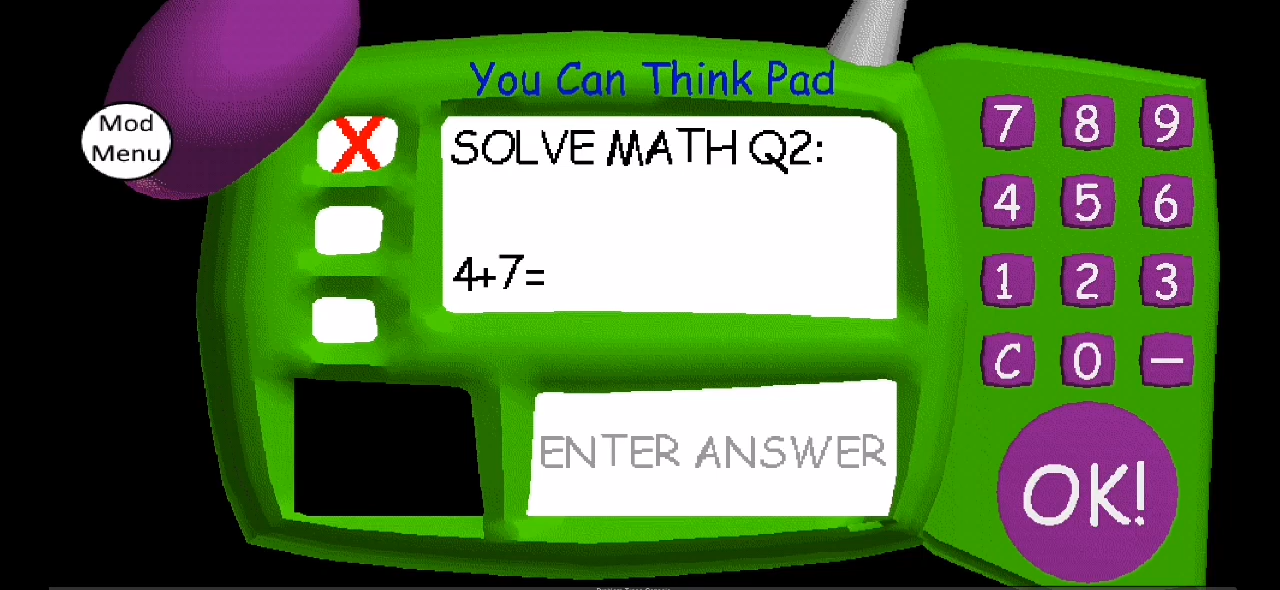 You Can Think Pad
Mod
Menu
X
SOLVE MATH Q2:
4+7=
ENTER ANSWER
7 8 9
4 5 6
1 2 3
C 0 —
OK!